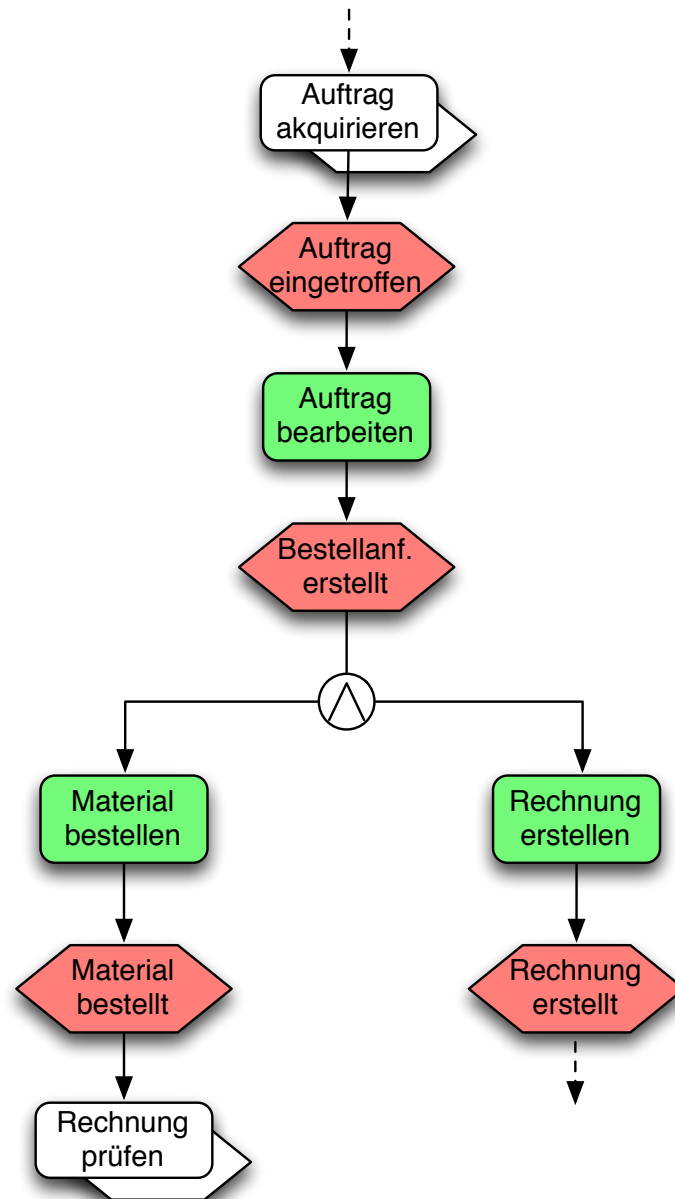 Auftrag
akquirieren
Auftrag
eingetroffen
Auftrag
bearbeiten
Bestellanf.
erstellt
Material
bestellen
Rechnung
erstellen
Material
bestellt
Rechnung
erstellt
Rechnung
prüfen